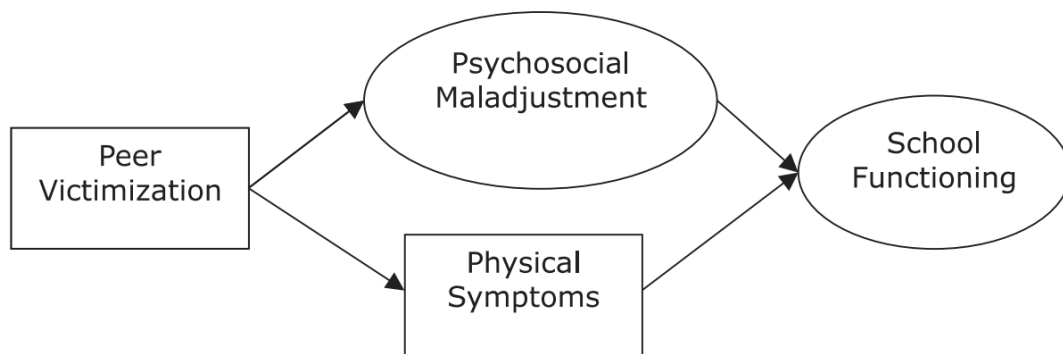 Peer
Victimization
Psychosocial
Maladjustment
Physical
Symptoms
School
Functioning